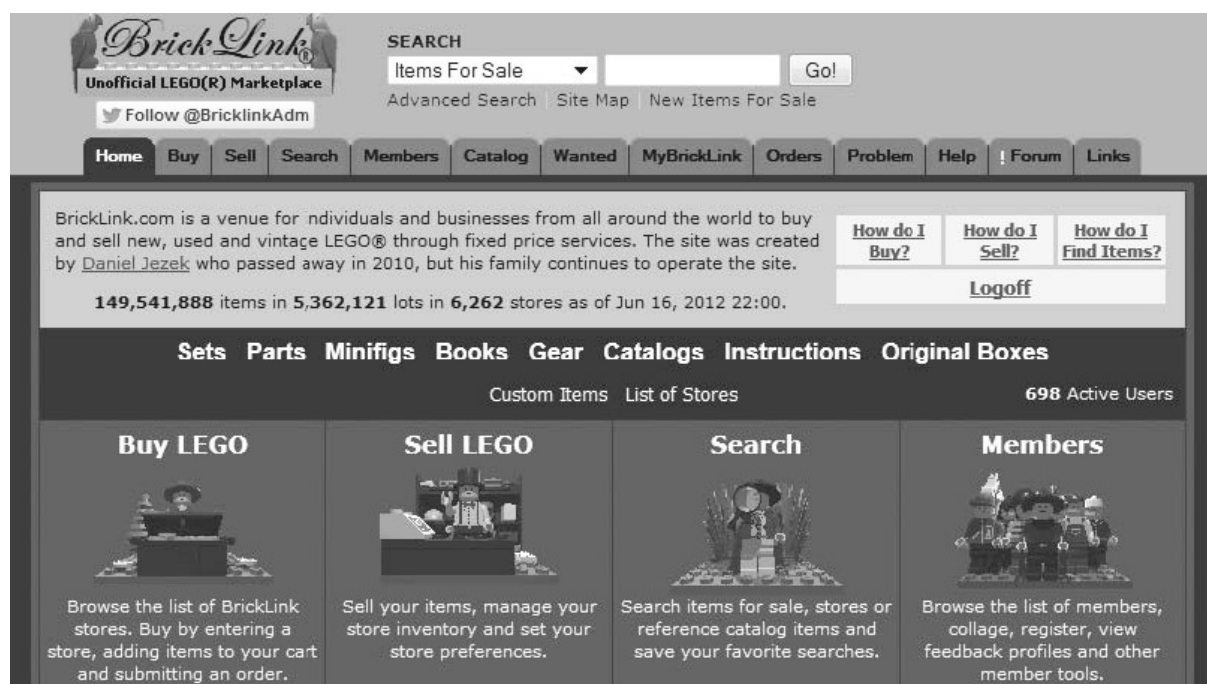 BrickLink®
Unofficial LEGO(R) Marketplace
Follow @BricklinkAdm
SEARCH
Items For Sale Go!
Advanced Search Site Map New Items For Sale
Home Buy Sell Search Members Catalog Wanted MyBrickLink Orders Problem Help ! Forum Links
BrickLink.com is a venue for ndividuals and businesses from all around the world to buy
and sell new, used and vintage LEGO® through fixed price services. The site was created
by Daniel Jezek who passed away in 2010, but his family continues to operate the site.
149,541,888 items in 5,362,121 lots in 6,262 stores as of Jun 16, 2012 22:00.
How do I
Buy?
How do I
Sell?
How do I
Find Items?
Logoff
Sets Parts Minifigs Books Gear Catalogs Instructions Original Boxes
Custom Items List of Stores
698 Active Users
Buy LEGO
Browse the list of BrickLink
stores. Buy by entering a
store, adding items to your cart
and submitting an order.
Sell LEGO
Sell your items, manage your
store inventory and set your
store preferences.
Search
Search items for sale, stores or
reference catalog items and
save your favorite searches.
Members
Browse the list of members,
collage, register, view
feedback profiles and other
member tools.